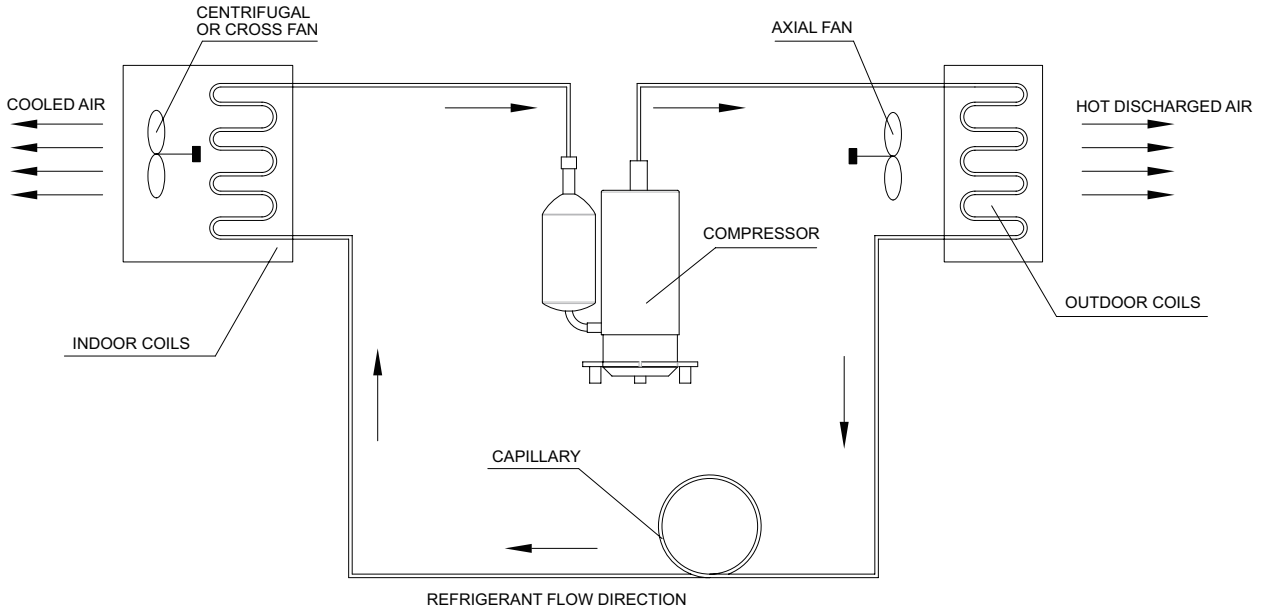 CENTRIFUGAL
OR CROSS FAN
AXIAL FAN
COOLED AIR
HOT DISCHARGED AIR
COMPRESSOR
OUTDOOR COILS
INDOOR COILS
CAPILLARY
REFRIGERANT FLOW DIRECTION